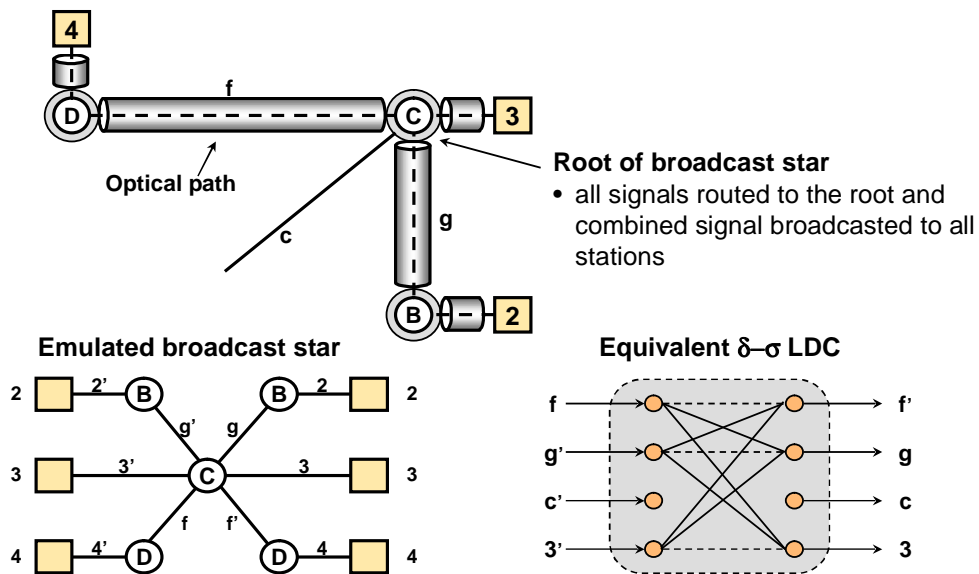 4
f
D
C
3
Optical path
Root of broadcast star
• all signals routed to the root and
combined signal broadcasted to all
stations
c
g
B
2
Emulated broadcast star
Equivalent δ–σ LDC
2 2' B B 2 2
g' g
3 3' C 3 3
f f'
4 4' D D 4 4
f f'
g' g
c' c
3' 3